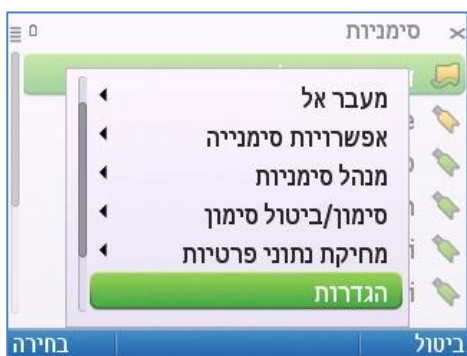 סימניות
מעבר אל
אפשרויות סימנייה
מנהל סימניות
סימון/ביטול סימון
מחיקת נתוני פרטיות
הגדרות
ביטול
בחירה